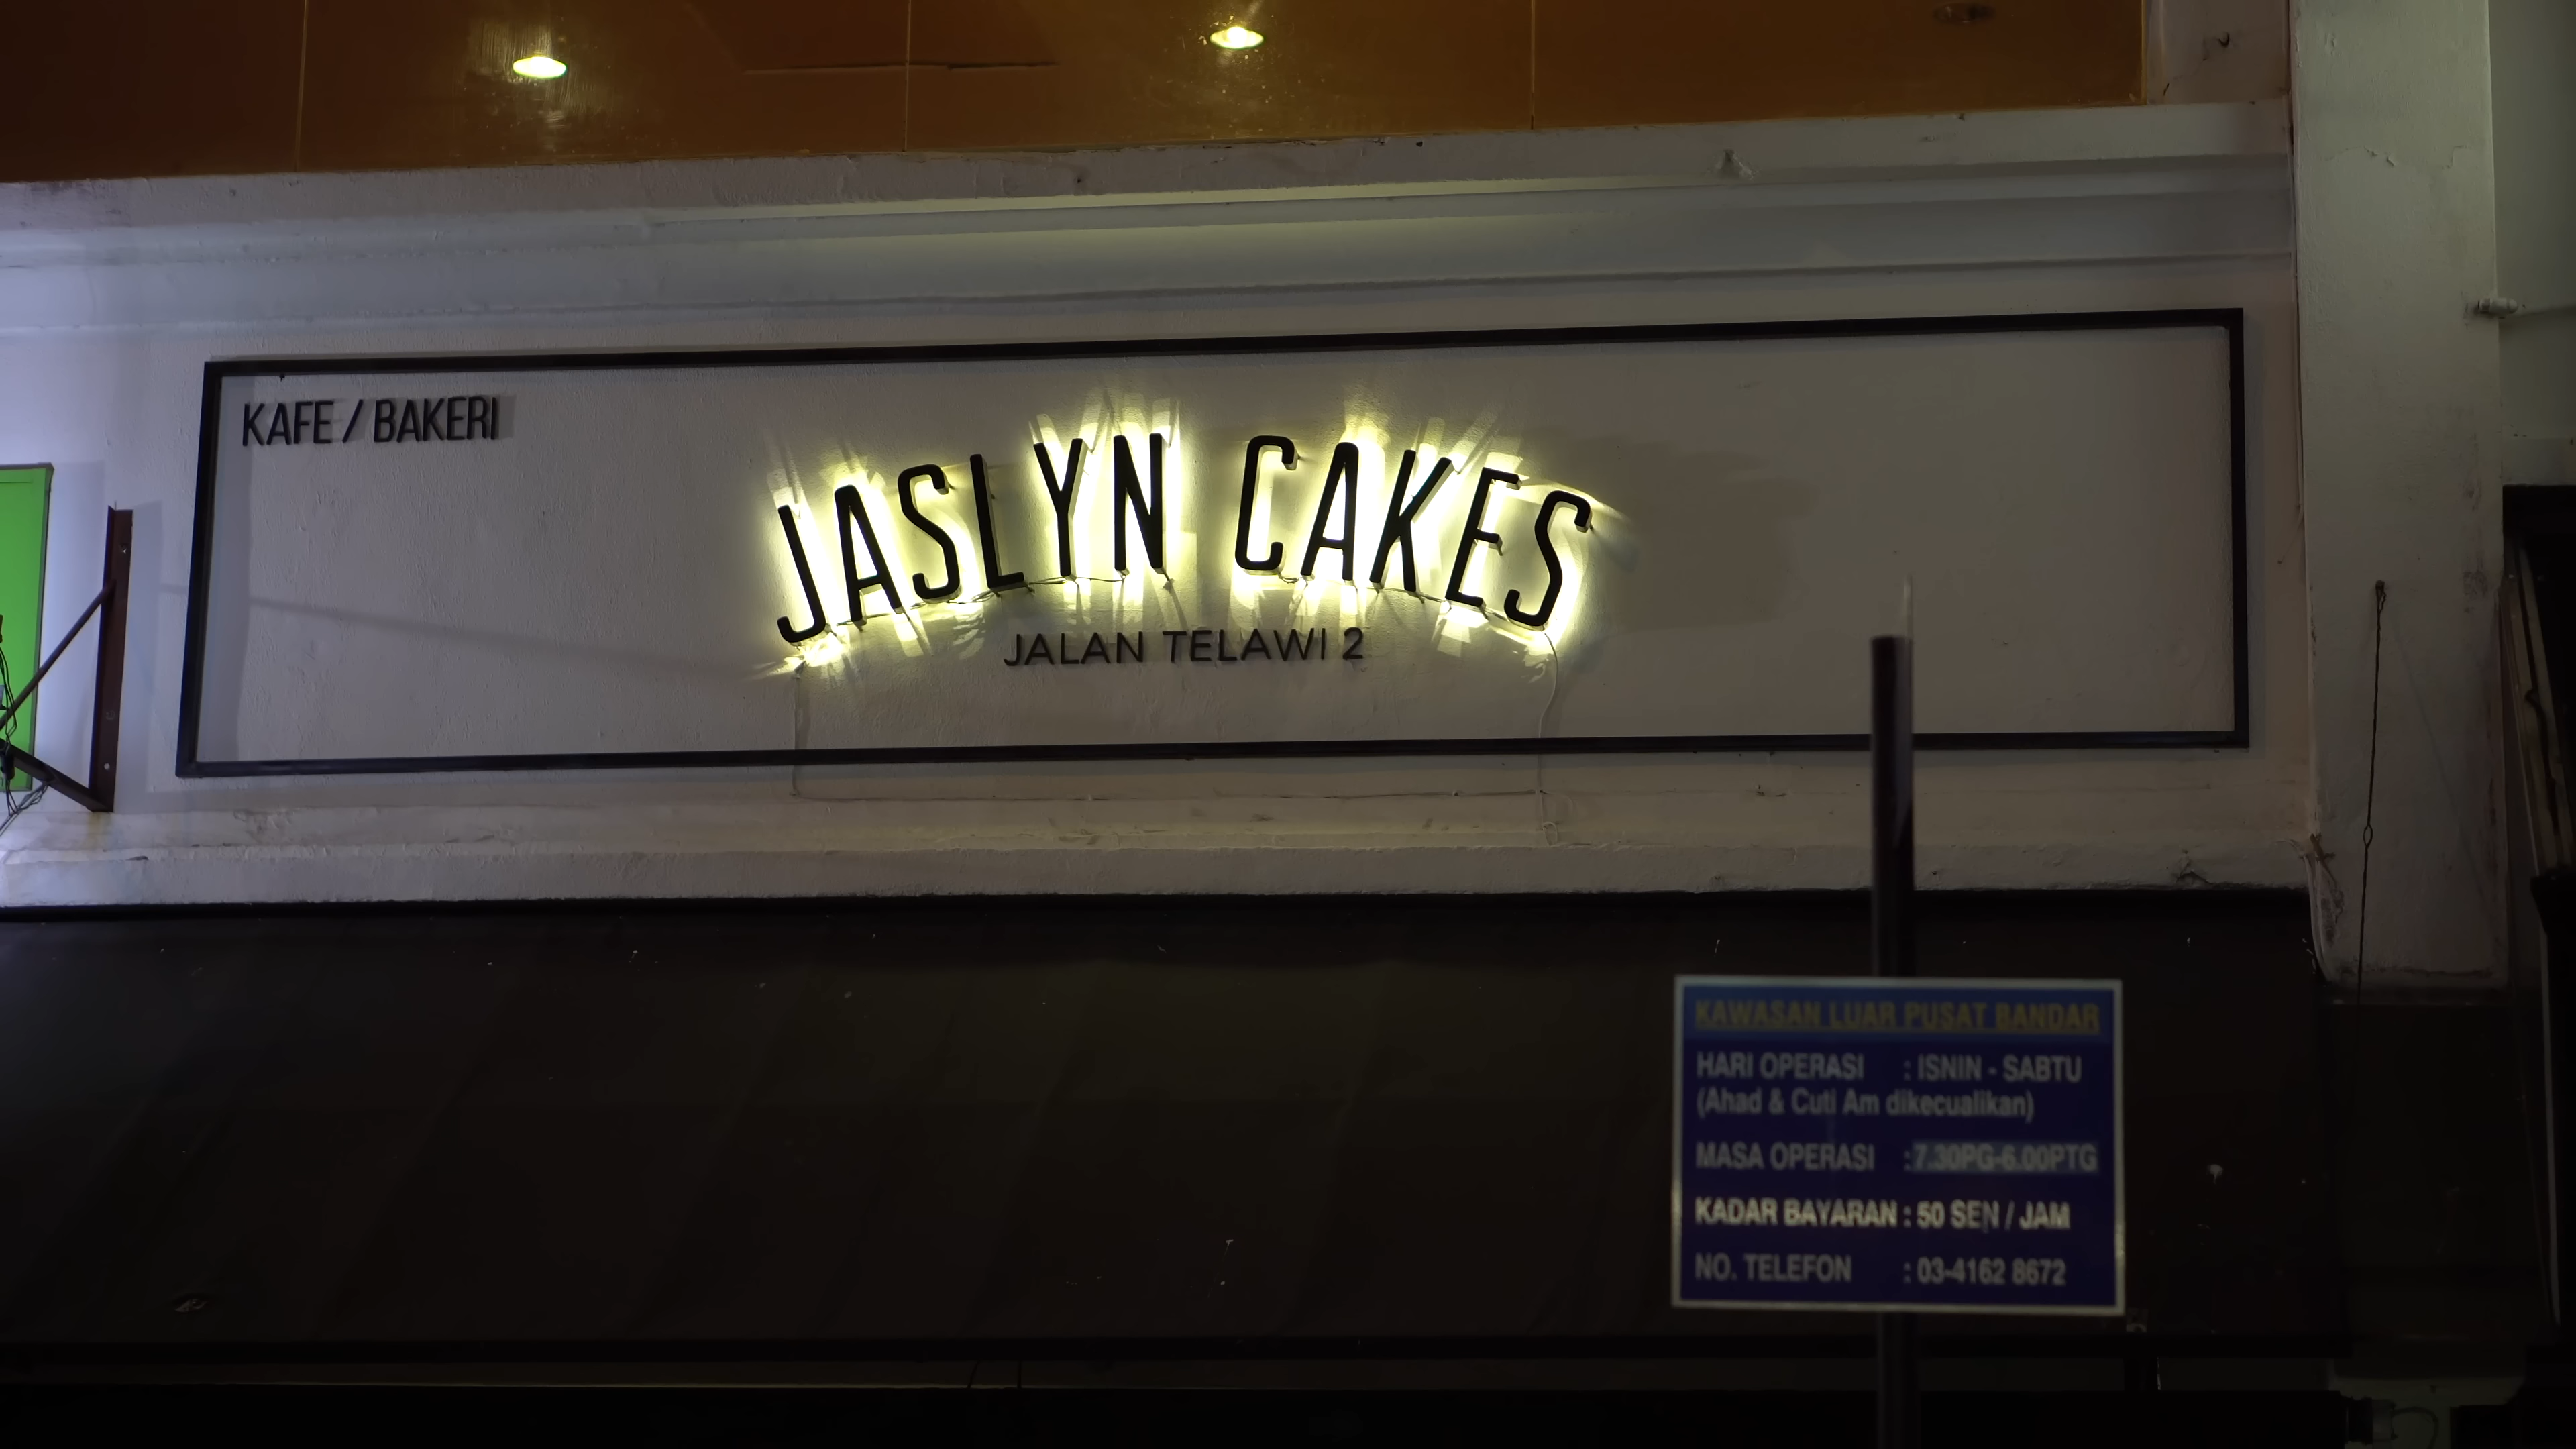 KAFE / BAKERI
JASLYN CAKES
JALAN TELAWI 2
KAWASAN LUAR PUSAT BANDAR
HARI OPERASI : ISNIN - SABTU
(Ahad & Cuti Am dikecualikan)
MASA OPERASI : 7.30PG-6.00PTG
KADAR BAYARAN : 50 SEN / JAM
NO. TELEFON : 03-4162 8672